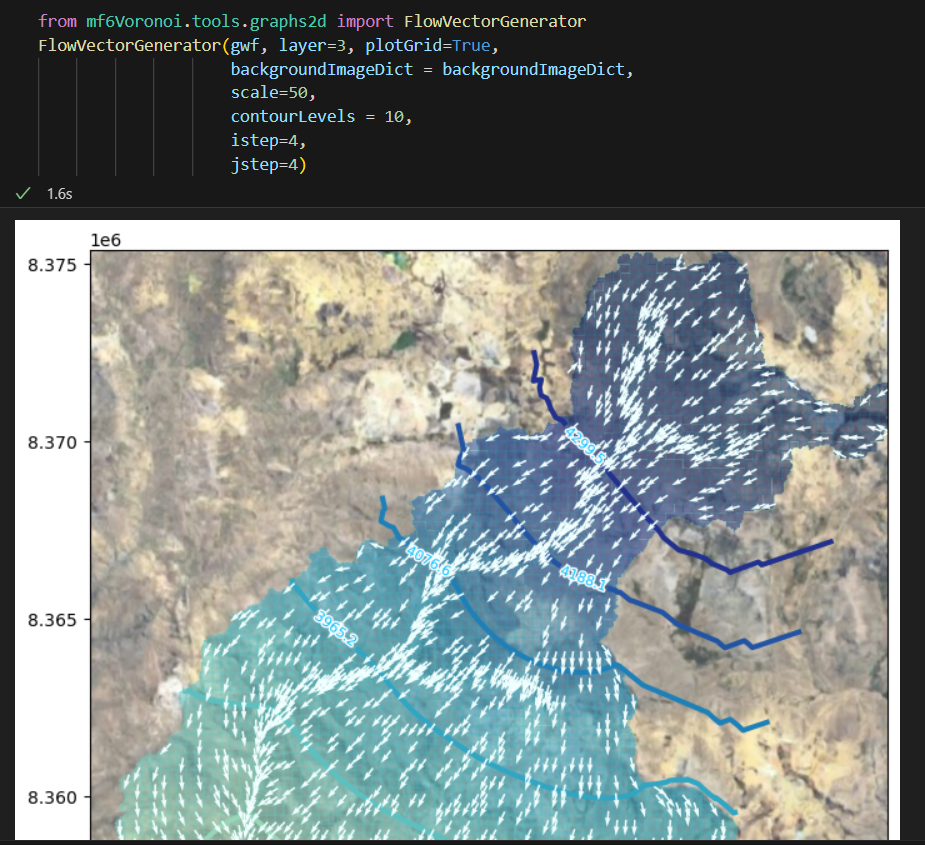 from mf6Voronoi.tools.graphs2d import FlowVectorGenerator
FlowVectorGenerator(gwf, layer=3, plotGrid=True,
backgroundImageDict = backgroundImageDict,
scale=50,
contourLevels = 10,
istep=4,
jstep=4)
1.6s
1e6
8.375
8.370
4299.5
4076.6
4188.1
8.365
3965.2
8.360